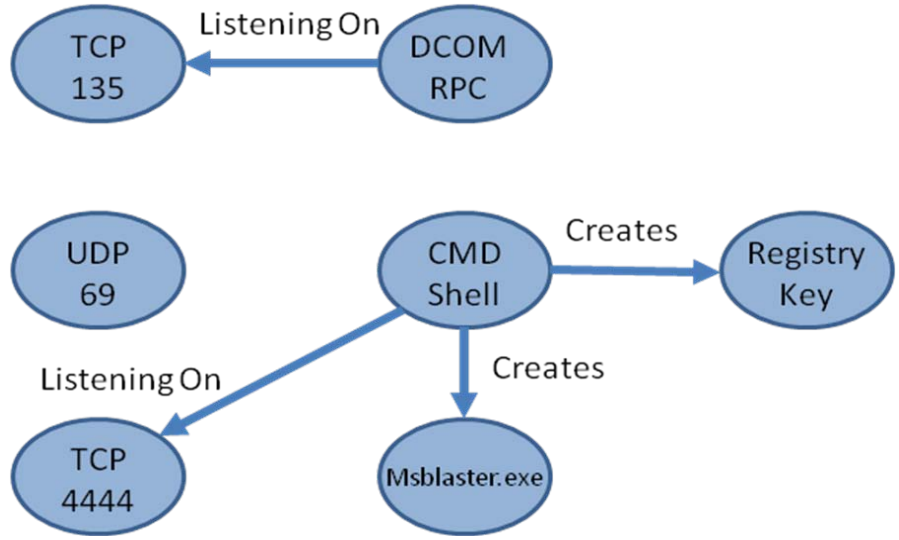 Listening On
TCP
135
DCOM
RPC
UDP
69
CMD
Shell
Creates
Registry
Key
Listening On
Creates
TCP
4444
Msblaster.exe